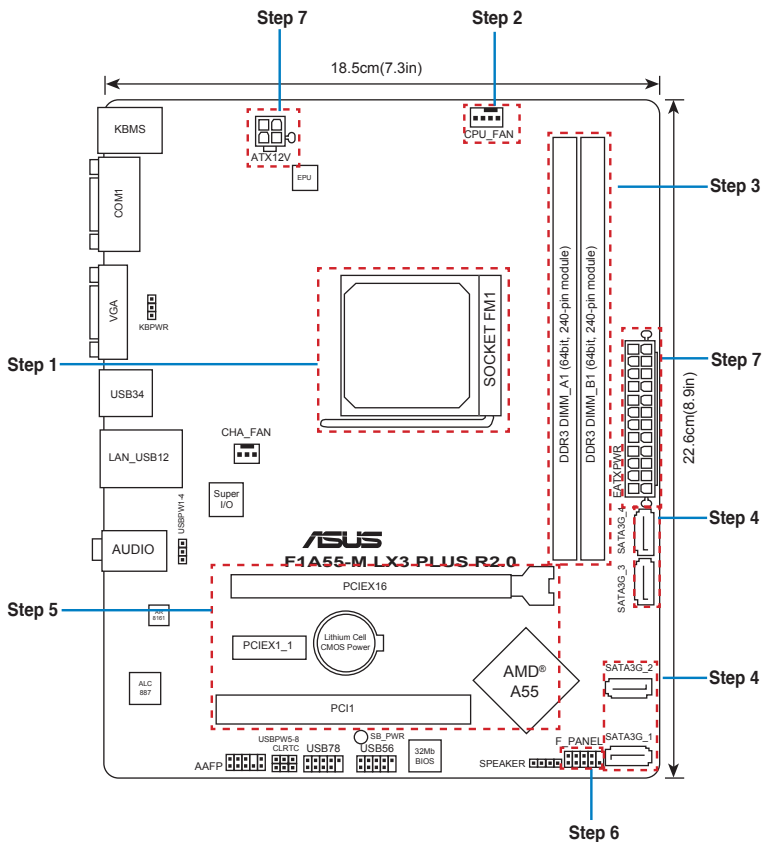 Step 7
Step 2
18.5cm(7.3in)
KBMS
ATX12V
CPU_FAN
EPU
COM1
Step 3
DDR3 DIMM_A1 (64bit, 240-pin module)
DDR3 DIMM_B1 (64bit, 240-pin module)
VGA
KBPWR
SOCKET FM1
Step 1
Step 7
USB34
22.6cm(8.9in)
CHA_FAN
LAN_USB12
EATXPWR
Super
I/O
USBPW1-4
SATA3G_4
Step 4
AUDIO
ASUS
F1A55-M LX3 PLUS R2.0
SATA3G_3
PCIEX16
Step 5
AR
8161
Lithium Cell
CMOS Power
PCIEX1_1
AMD®
A55
SATA3G_2
Step 4
ALC
887
PCI1
SB_PWR
USBPW5-8
CLRTC
USB78
USB56
32Mb
BIOS
F_PANEL
SATA3G_1
AAFP
SPEAKER
Step 6